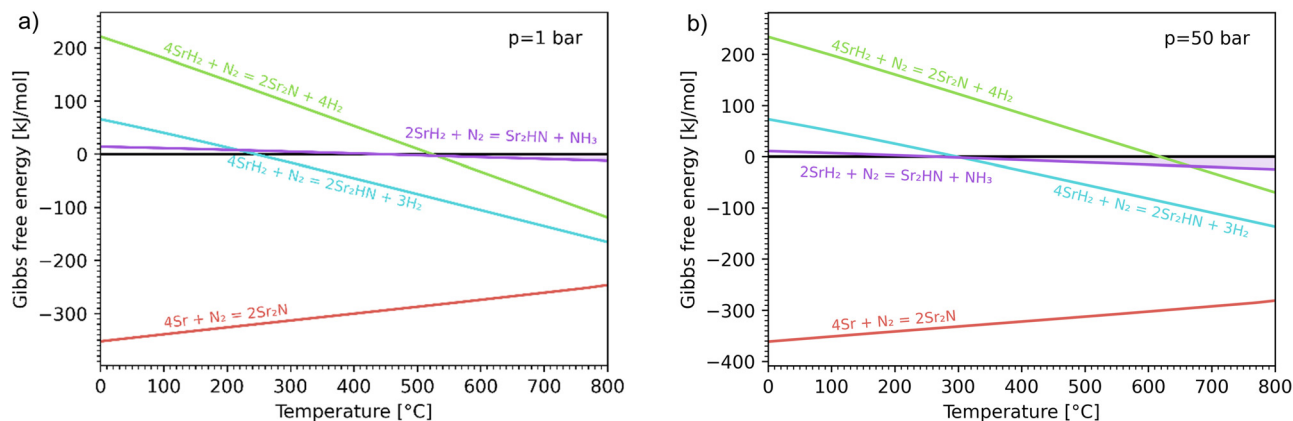 a)
p=1 bar
4SrH₂ + N₂ = 2Sr₂N + 4H₂
2SrH₂ + N₂ = Sr₂HN + NH₃
4SrH₂ + N₂ = 2Sr₂HN + 3H₂
4Sr + N₂ = 2Sr₂N
Gibbs free energy [kJ/mol]
200
100
0
−100
−200
−300
0 100 200 300 400 500 600 700 800
Temperature [°C]
b)
p=50 bar
4SrH₂ + N₂ = 2Sr₂N + 4H₂
2SrH₂ + N₂ = Sr₂HN + NH₃
4SrH₂ + N₂ = 2Sr₂HN + 3H₂
4Sr + N₂ = 2Sr₂N
Gibbs free energy [kJ/mol]
200
100
0
−100
−200
−300
−400
0 100 200 300 400 500 600 700 800
Temperature [°C]